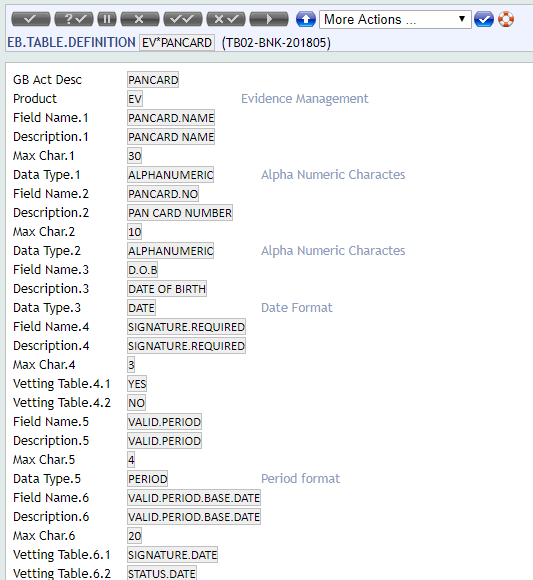 More Actions ...
EB.TABLE.DEFINITION EV*PANCARD (TB02-BNK-201805)
GB Act Desc PANCARD
Product EV Evidence Management
Field Name.1 PANCARD.NAME
Description.1 PANCARD NAME
Max Char.1 30
Data Type.1 ALPHANUMERIC Alpha Numeric Charactes
Field Name.2 PANCARD.NO
Description.2 PAN CARD NUMBER
Max Char.2 10
Data Type.2 ALPHANUMERIC Alpha Numeric Charactes
Field Name.3 D.O.B
Description.3 DATE OF BIRTH
Data Type.3 DATE Date Format
Field Name.4 SIGNATURE.REQUIRED
Description.4 SIGNATURE.REQUIRED
Max Char.4 3
Vetting Table.4.1 YES
Vetting Table.4.2 NO
Field Name.5 VALID.PERIOD
Description.5 VALID.PERIOD
Max Char.5 4
Data Type.5 PERIOD Period format
Field Name.6 VALID.PERIOD.BASE.DATE
Description.6 VALID.PERIOD.BASE.DATE
Max Char.6 20
Vetting Table.6.1 SIGNATURE.DATE
Vetting Table.6.2 STATUS.DATE